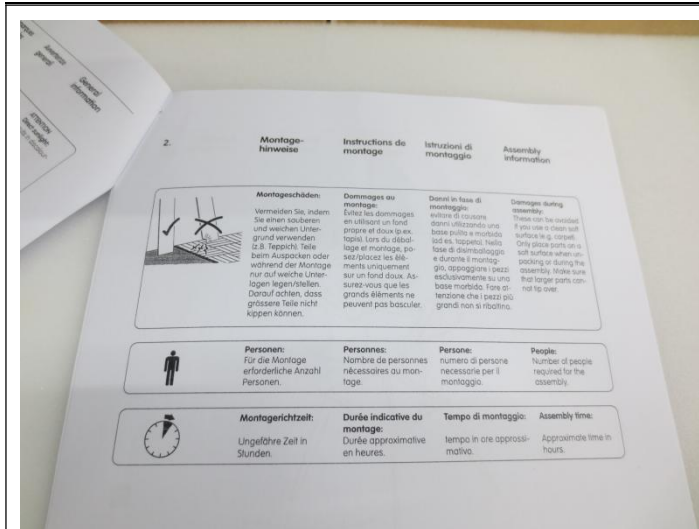 General
information
ATTENTION
Direct sunlight
2.
Montage-
hinweise
Instructions de
montage
Istruzioni di
montaggio
Assembly
information
Montageschäden:
Vermeiden Sie, indem
Sie einen sauberen
und weichen Unter-
grund verwenden
(z.B. Teppich). Teile
beim Auspacken oder
während der Montage
nur auf weiche Unter-
lagen legen/stellen.
Darauf achten, dass
grössere Teile nicht
kippen können.
Dommages au
montage:
Évitez les dommages
en utilisant un fond
propre et doux (p.ex.
tapis). Lors du débal-
lage et montage, po-
sez/placez les élé-
ments uniquement
sur un fond doux. As-
surez-vous que les
grands éléments ne
peuvent pas basculer.
Danni in fase di
montaggio:
evitare di causare
danni utilizzando una
base pulita e morbida
(ad es. tappeto). Nella
fase di disimballaggio
e durante il montag-
gio, appoggiare i pezzi
esclusivamente su una
base morbida. Fare at-
tenzione che i pezzi più
grandi non si ribaltino.
Damages during
assembly:
These can be avoided
if you use a clean soft
surface (e.g. carpet).
Only place parts on a
soft surface when un-
packing or during the
assembly. Make sure
that larger parts can-
not tip over.
Personen:
Für die Montage
erforderliche Anzahl
Personen.
Personnes:
Nombre de personnes
nécessaires au mon-
tage.
Persone:
numero di persone
necessarie per il
montaggio.
People:
Number of people
required for the
assembly.
Montagerichtzeit:
Ungefähre Zeit in
Stunden.
Durée indicative du
montage:
Durée approximative
en heures.
Tempo di montaggio:
tempo in ore approssi-
mativo.
Assembly time:
Approximate time in
hours.